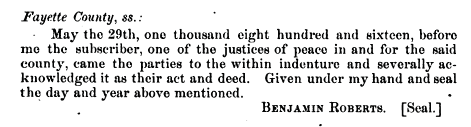 Fayette County, ss.:
May the 29th, one thousand eight hundred and sixteen, before
me the subscriber, one of the justices of peace in and for the said
county, came the parties to the within indenture and severally ac-
knowledged it as their act and deed. Given under my hand and seal
the day and year above mentioned.
BENJAMIN ROBERTS. [Seal.]